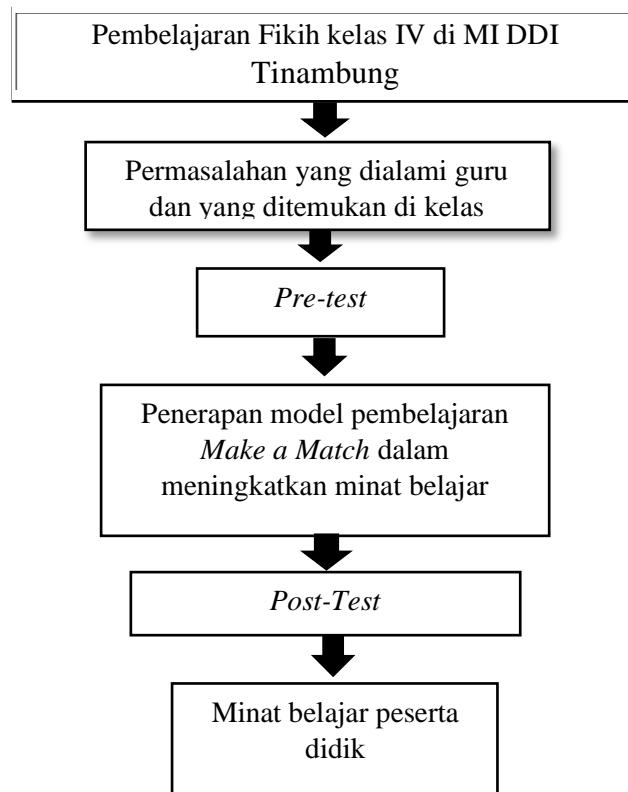 Pembelajaran Fikih kelas IV di MI DDI
Tinambung
Permasalahan yang dialami guru
dan yang ditemukan di kelas
Pre-test
Penerapan model pembelajaran
Make a Match dalam
meningkatkan minat belajar
Post-Test
Minat belajar peserta
didik